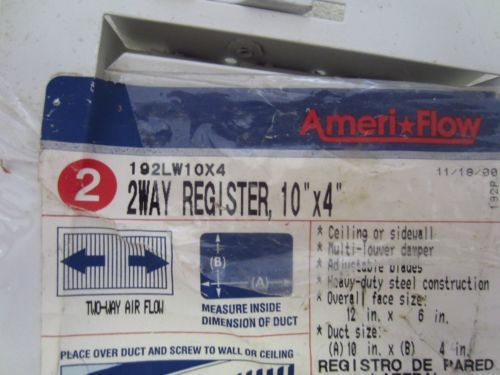 Ameri★Flow
2
192LW10X4
11/18/00
2WAY REGISTER, 10"x4"
192R
* Ceiling or sidewall
* Multi-louver damper
* Adjustable blades
* Heavy-duty steel construction
* Overall face size:
12 in. x 6 in.
* Duct size:
(A) 10 in. x (B) 4 in.
REGISTRO DE PARED
(B)
(A)
TWO-WAY AIR FLOW
MEASURE INSIDE
DIMENSION OF DUCT
PLACE OVER DUCT AND SCREW TO WALL OR CEILING